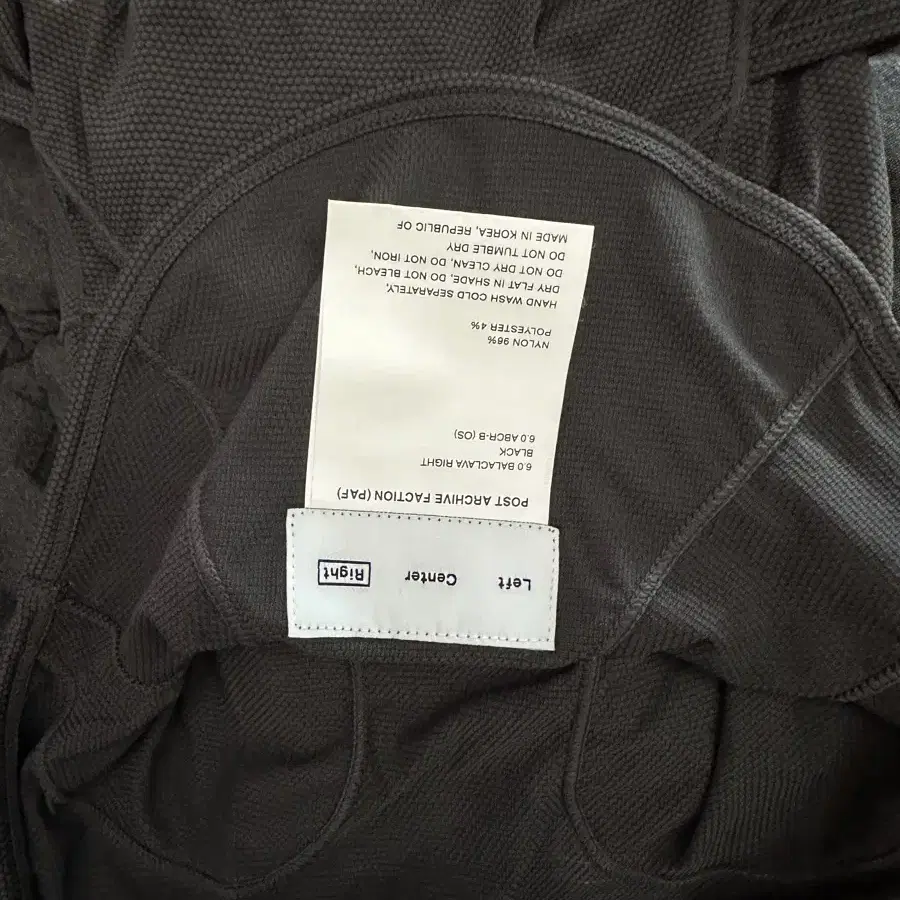 Left Center Right
POST ARCHIVE FACTION (PAF)
6.0 BALACLAVA RIGHT
BLACK
6.0 ABCR-B (OS)
NYLON 96%
POLYESTER 4%
HAND WASH COLD SEPARATELY,
DRY FLAT IN SHADE, DO NOT BLEACH,
DO NOT DRY CLEAN, DO NOT IRON,
DO NOT TUMBLE DRY
MADE IN KOREA, REPUBLIC OF